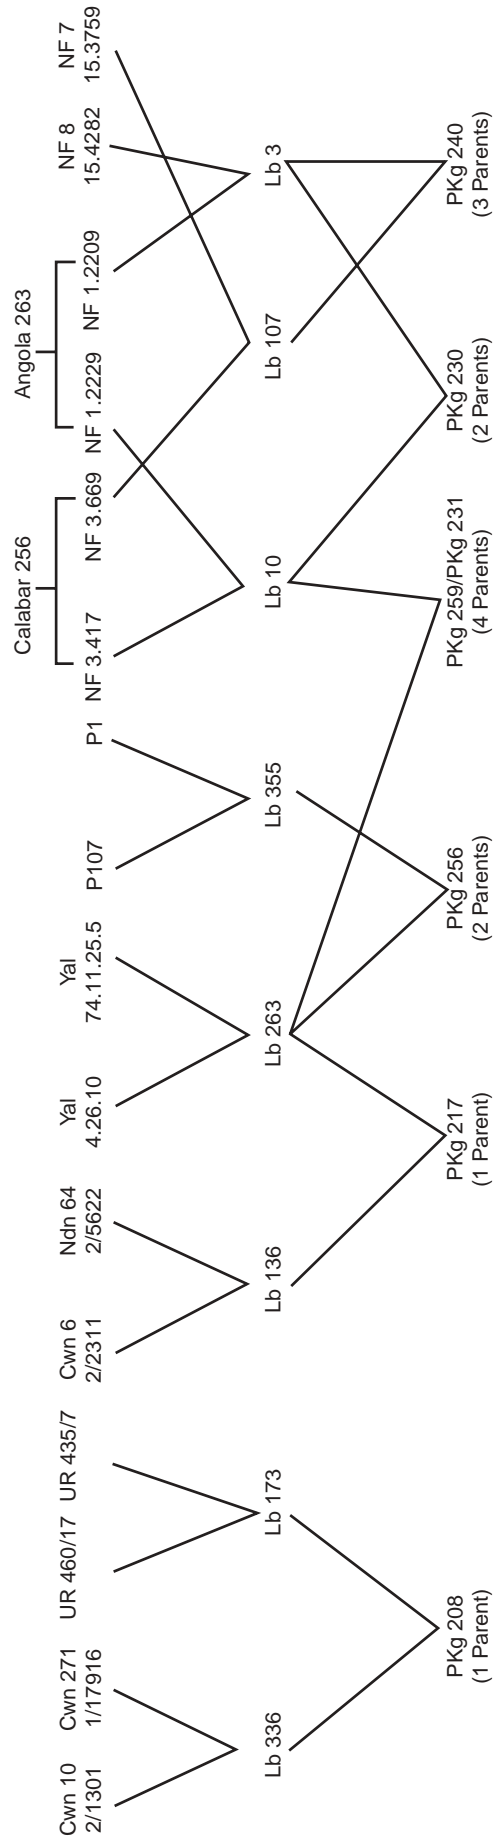 Calabar 256
Angola 263
Cwn 10
2/1301
Cwn 271
1/17916
UR 460/17
UR 435/7
Cwn 6
2/2311
Ndn 64
2/5622
Yal
4.26.10
Yal
74.11.25.5
P107
P1
NF 3.417
NF 3.669
NF 1.2229
NF 1.2209
NF 8
15.4282
NF 7
15.3759
Lb 336
Lb 173
Lb 136
Lb 263
Lb 355
Lb 10
Lb 107
Lb 3
PKg 208
(1 Parent)
PKg 217
(1 Parent)
PKg 256
(2 Parents)
PKg 259/PKg 231
(4 Parents)
PKg 230
(2 Parents)
PKg 240
(3 Parents)